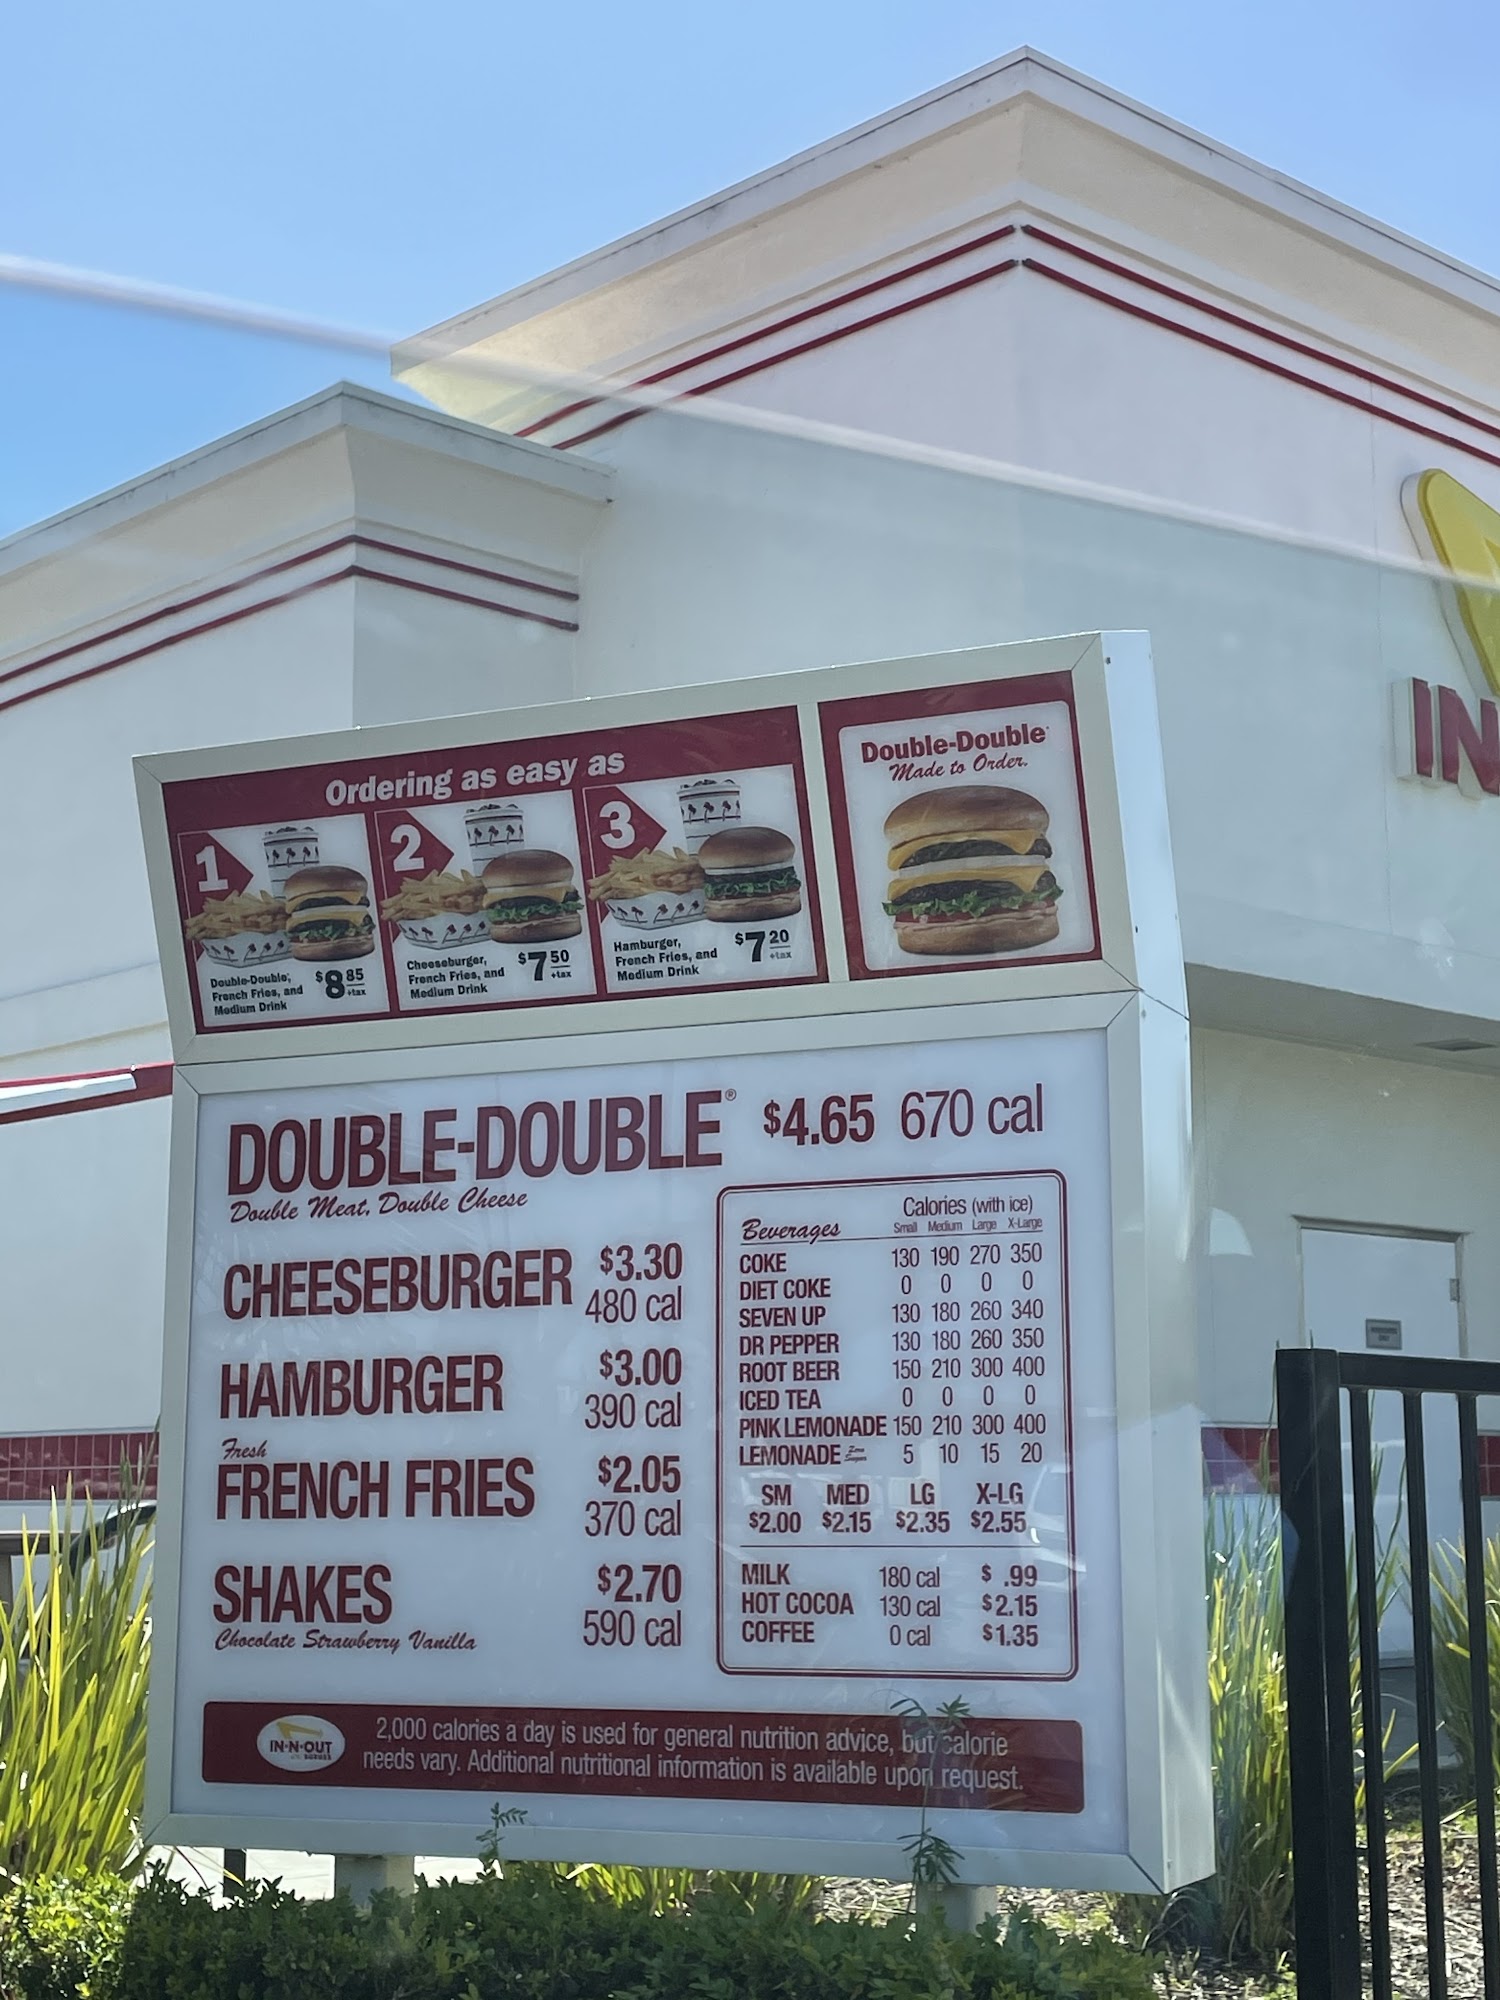 IN
Ordering as easy as
1
Double-Double,
French Fries, and
Medium Drink
$8 85
+tax
2
Cheeseburger,
French Fries, and
Medium Drink
$7 50
+tax
3
Hamburger,
French Fries, and
Medium Drink
$7 20
+tax
Double-Double
Made to Order.
DOUBLE-DOUBLE® $4.65 670 cal
Double Meat, Double Cheese
CHEESEBURGER $3.30
480 cal
HAMBURGER $3.00
390 cal
Fresh
FRENCH FRIES $2.05
370 cal
SHAKES $2.70
590 cal
Chocolate Strawberry Vanilla
Calories (with ice)
Beverages Small Medium Large X-Large
COKE 130 190 270 350
DIET COKE 0 0 0 0
SEVEN UP 130 180 260 340
DR PEPPER 130 180 260 350
ROOT BEER 150 210 300 400
ICED TEA 0 0 0 0
PINK LEMONADE 150 210 300 400
LEMONADE Zero Sugar 5 10 15 20
SM MED LG X-LG
$2.00 $2.15 $2.35 $2.55
MILK 180 cal $ .99
HOT COCOA 130 cal $2.15
COFFEE 0 cal $1.35
IN-N-OUT
BURGER
2,000 calories a day is used for general nutrition advice, but calorie
needs vary. Additional nutritional information is available upon request.